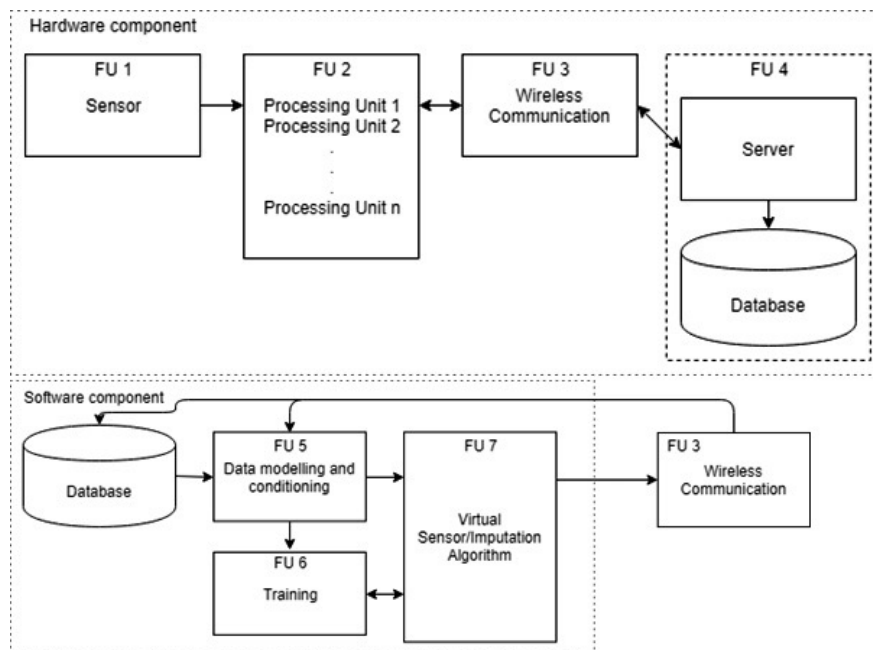 Hardware component
FU 1
Sensor
FU 2
Processing Unit 1
Processing Unit 2
.
.
.
Processing Unit n
FU 3
Wireless
Communication
FU 4
Server
Database
Software component
Database
FU 5
Data modelling and
conditioning
FU 6
Training
FU 7
Virtual
Sensor/Imputation
Algorithm
FU 3
Wireless
Communication